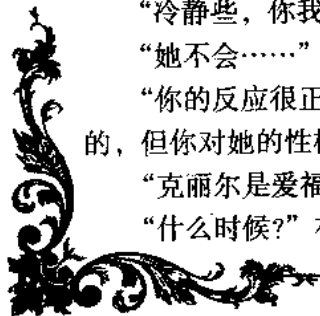 “冷静些，你我
“她不会……”
“你的反应很正
的，但你对她的性
“克丽尔是爱福
“什么时候?”